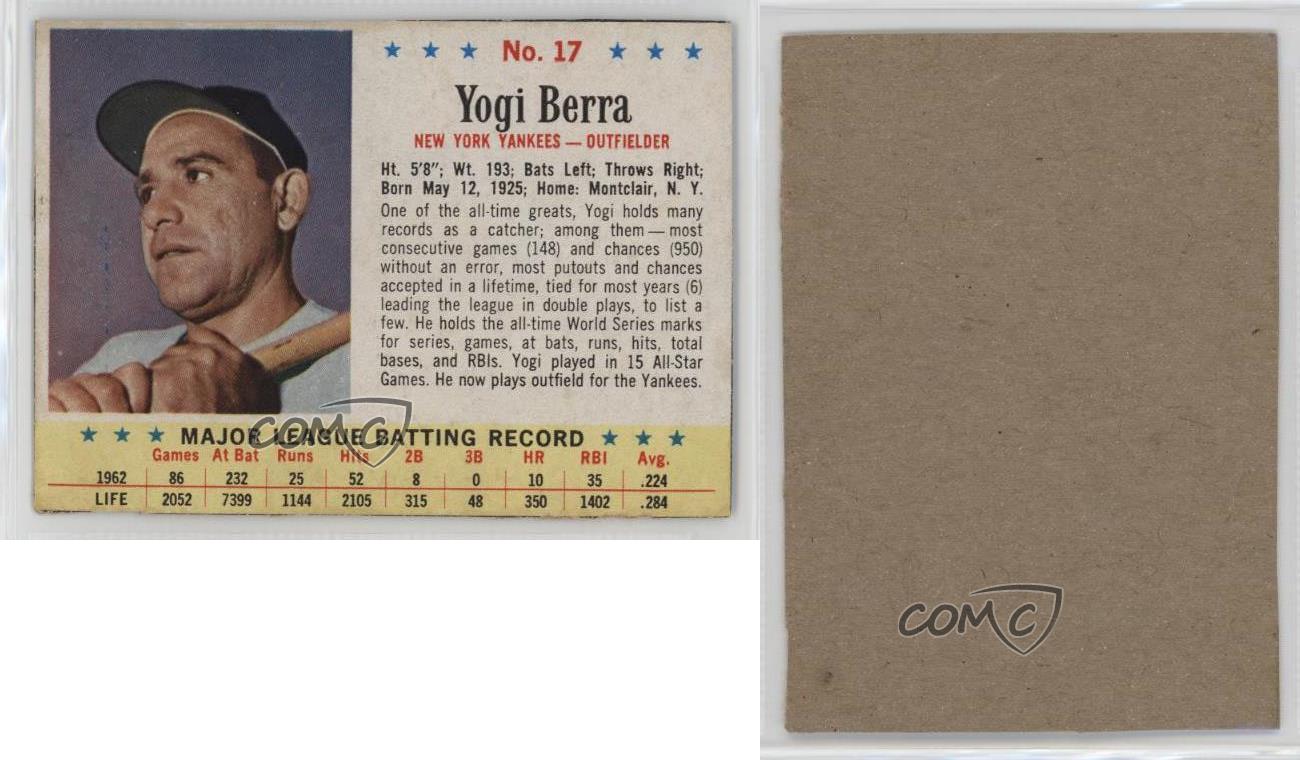 ★ ★ ★ No. 17 ★ ★ ★
Yogi Berra
NEW YORK YANKEES — OUTFIELDER
Ht. 5'8"; Wt. 193; Bats Left; Throws Right;
Born May 12, 1925; Home: Montclair, N. Y.
One of the all-time greats, Yogi holds many
records as a catcher; among them — most
consecutive games (148) and chances (950)
without an error, most putouts and chances
accepted in a lifetime, tied for most years (6)
leading the league in double plays, to list a
few. He holds the all-time World Series marks
for series, games, at bats, runs, hits, total
bases, and RBIs. Yogi played in 15 All-Star
Games. He now plays outfield for the Yankees.
★ ★ ★ MAJOR LEAGUE BATTING RECORD ★ ★ ★
Games At Bat Runs Hits 2B 3B HR RBI Avg.
1962 86 232 25 52 8 0 10 35 .224
LIFE 2052 7399 1144 2105 315 48 350 1402 .284
COMC
COMC